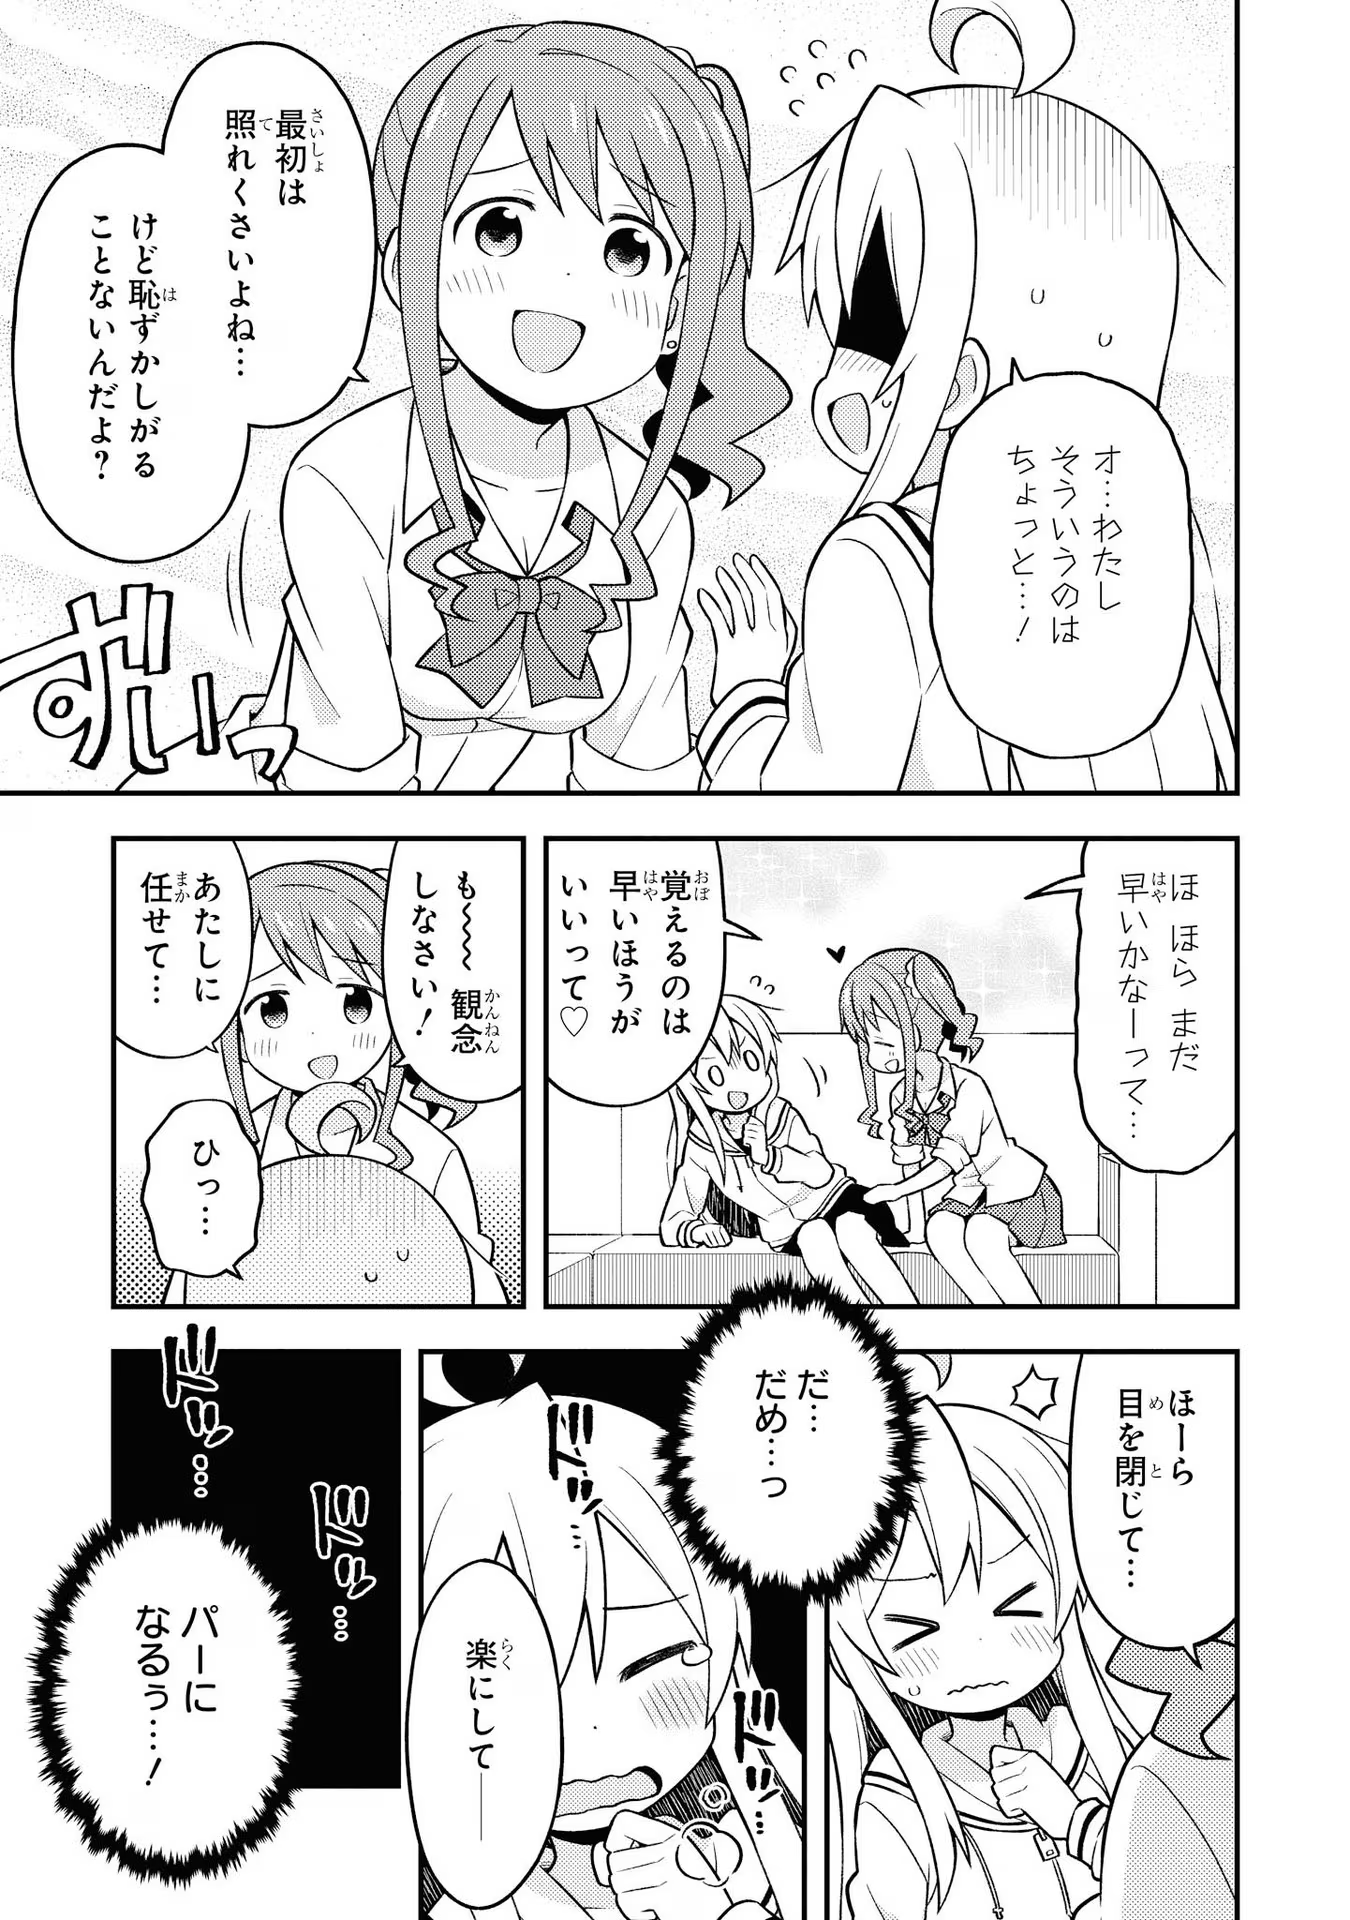 オ…わたし
そういうのは
ちょっと…！
最初は
照れくさいよね…
けど恥ずかしがる
ことないんだよ？
ずいっ
ほ ほら まだ
早いかなーって…
覚えるのは
早いほうが
いいって♡
も～～～ 観念
しなさい！
あたしに
任せて…
ひっ…
ほーら
目を閉じて…
だ…
だめ…っ
ドッ…
楽にして──
ドッ…
ドッ…
ドッ…
パーに
なるぅ…！